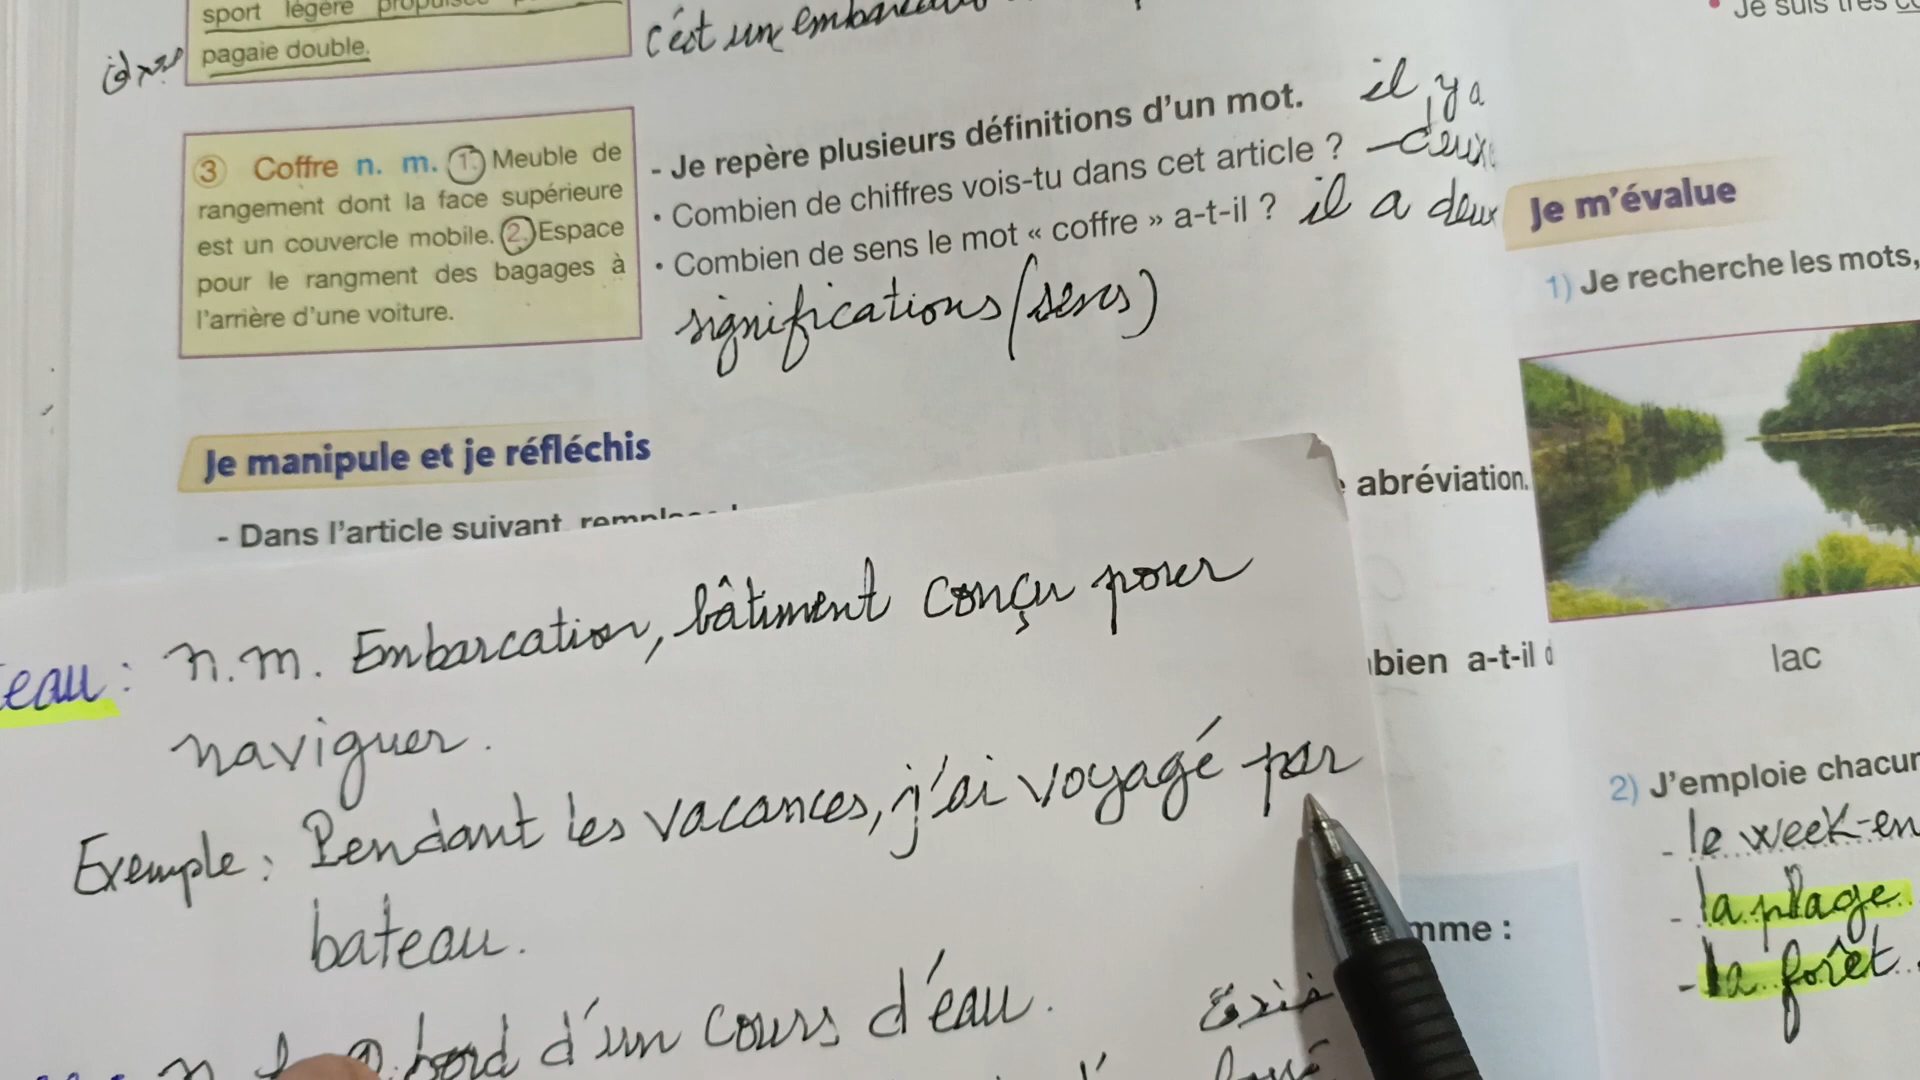 sport légère
pagaie double.
c'est un
3 Coffre n. m. 1. Meuble de
rangement dont la face supérieure
est un couvercle mobile. 2. Espace
pour le rangment des bagages à
l'arrière d'une voiture.
- Je repère plusieurs définitions d'un mot.
• Combien de chiffres vois-tu dans cet article ? il y a deux
• Combien de sens le mot « coffre » a-t-il ? il a deux
significations (sens)
Je manipule et je réfléchis
- Dans l'article suivant
abréviation.
a-t-il
mme :
eau : n.m. Embarcation, bâtiment conçu pour
naviguer.
Exemple : Pendant les vacances, j'ai voyagé par
bateau.
bord d'un cours d'eau.
Je suis très
Je m'évalue
1) Je recherche les mots,
lac
2) J'emploie chacun
- le week-en
- la plage
- la forêt